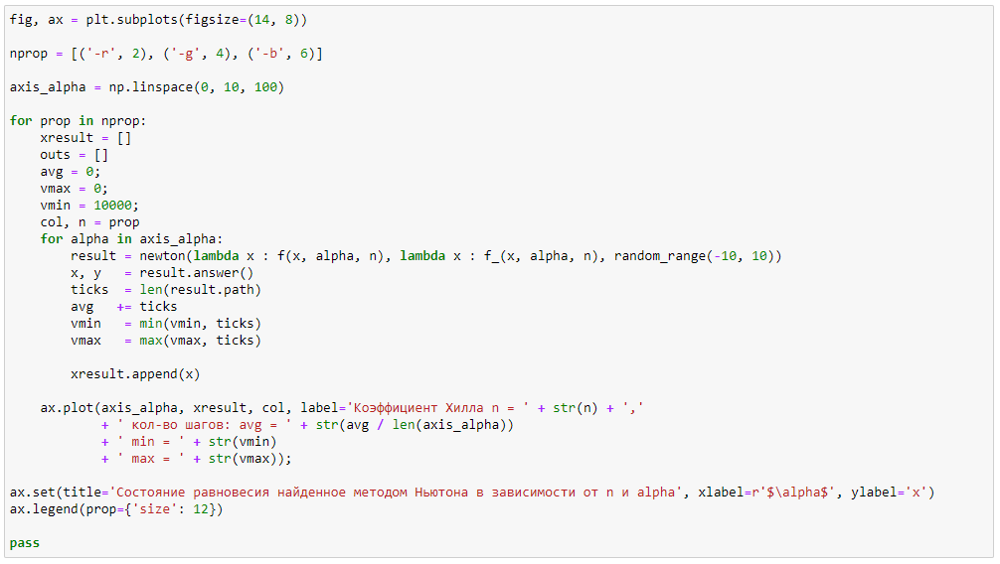 fig, ax = plt.subplots(figsize=(14, 8))

nprop = [('-r', 2), ('-g', 4), ('-b', 6)]

axis_alpha = np.linspace(0, 10, 100)

for prop in nprop:
    xresult = []
    outs = []
    avg = 0;
    vmax = 0;
    vmin = 10000;
    col, n = prop
    for alpha in axis_alpha:
        result = newton(lambda x : f(x, alpha, n), lambda x : f_(x, alpha, n), random_range(-10, 10))
        x, y   = result.answer()
        ticks  = len(result.path)
        avg   += ticks
        vmin   = min(vmin, ticks)
        vmax   = max(vmax, ticks)

        xresult.append(x)

    ax.plot(axis_alpha, xresult, col, label='Коэффициент Хилла n = ' + str(n) + ','
            + ' кол-во шагов: avg = ' + str(avg / len(axis_alpha))
            + ' min = ' + str(vmin)
            + ' max = ' + str(vmax));

ax.set(title='Состояние равновесия найденное методом Ньютона в зависимости от n и alpha', xlabel=r'$\alpha$', ylabel='x')
ax.legend(prop={'size': 12})

pass